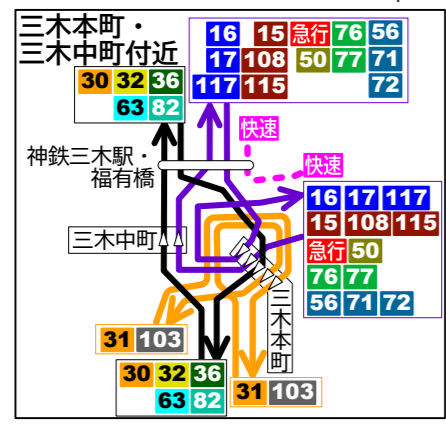 三木本町・
三木中町付近
16 15 急行 76 56
17 108 50 77 71
117 115 72
30 32 36
63 82
快速
神鉄三木駅・
福有橋
快速
16 17 117
15 108 115
急行 50
76 77
56 71 72
三木中町
三木本町
31 103
30 32 36
63 82
31 103